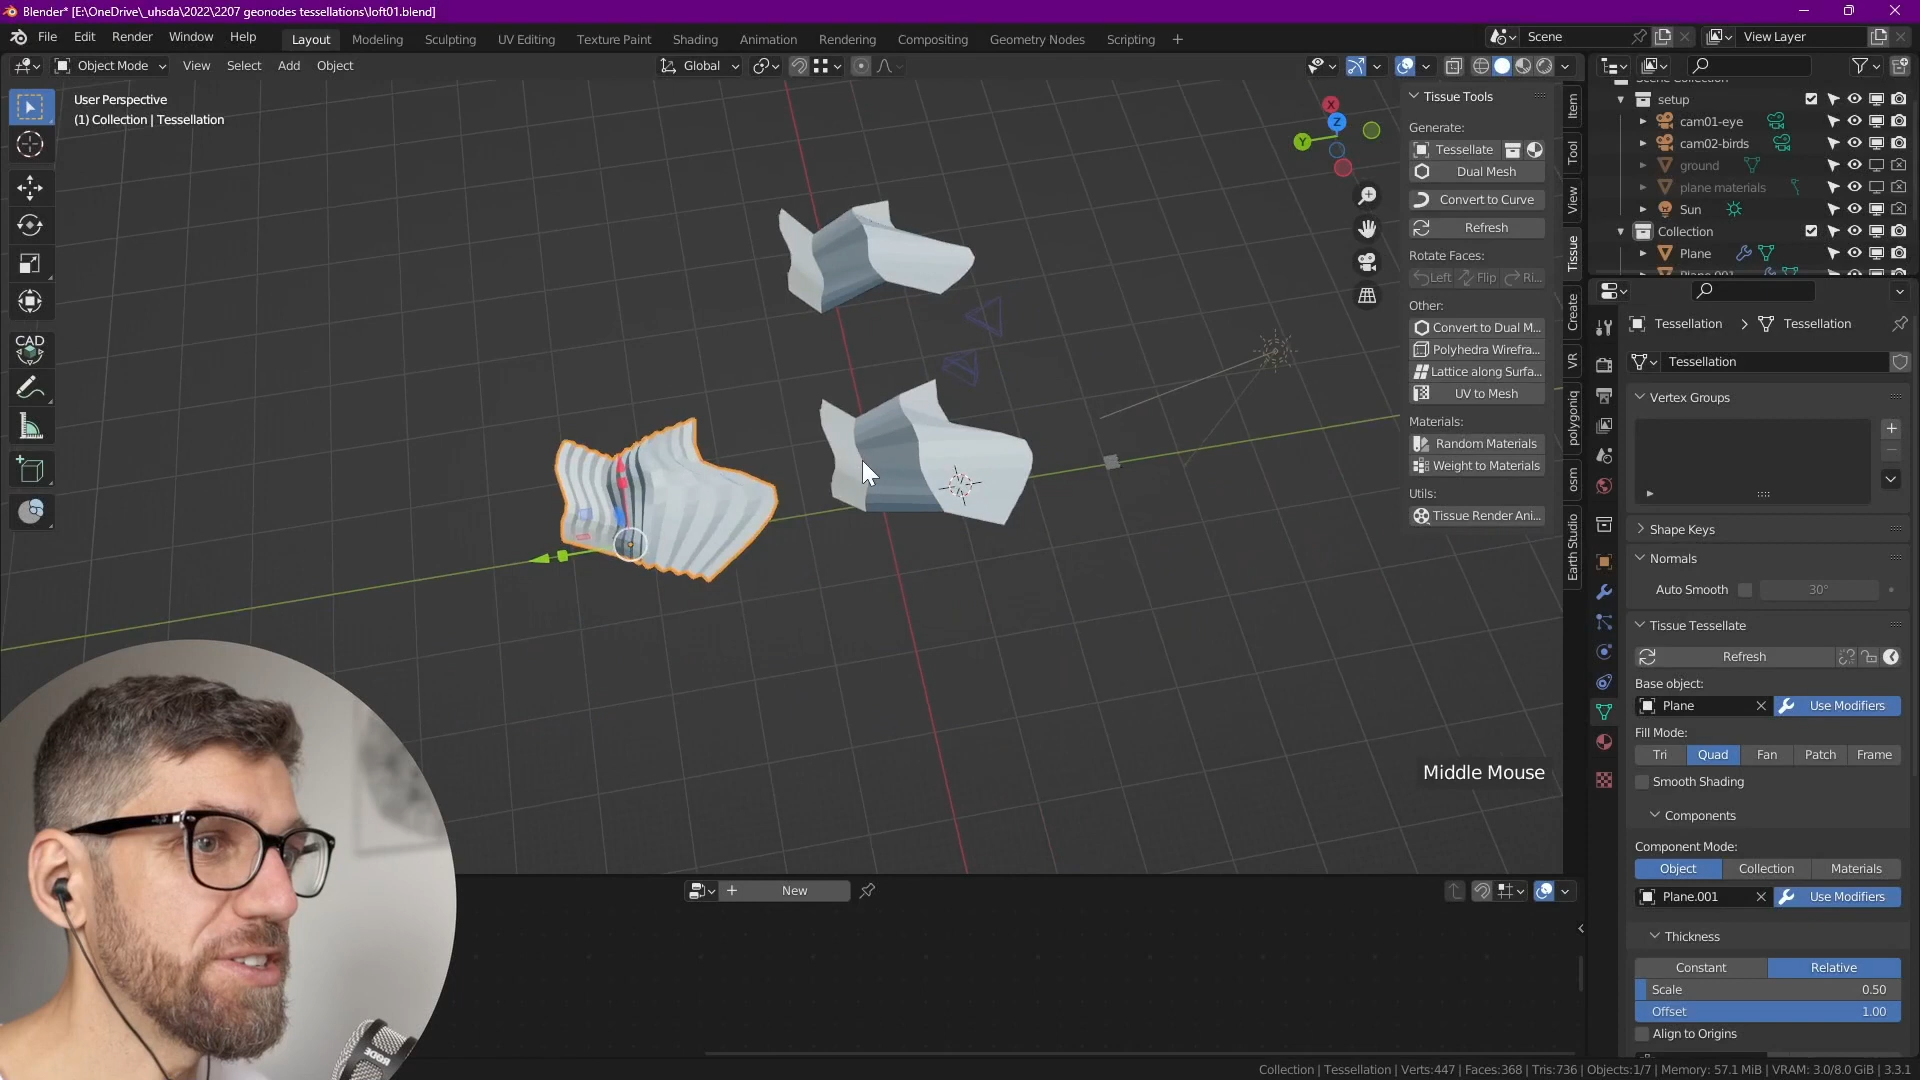 Blender* [E:\OneDrive\_uhsda\2022\2207 geonodes tessellations\loft01.blend]
File Edit Render Window Help Layout Modeling Sculpting UV Editing Texture Paint Shading Animation Rendering Compositing Geometry Nodes Scripting + Scene View Layer
Object Mode View Select Add Object Global
User Perspective
(1) Collection | Tessellation
CAD
X
Y
Z
Tissue Tools
Generate:
Tessellate
Dual Mesh
Convert to Curve
Refresh
Rotate Faces:
Left Flip Ri...
Other:
Convert to Dual M...
Polyhedra Wirefra...
Lattice along Surfa...
UV to Mesh
Materials:
Random Materials
Weight to Materials
Utils:
Tissue Render Ani...
Item
Tool
View
Tissue
Create
VR
polygoniq
osm
Earth Studio
setup
cam01-eye
cam02-birds
ground
plane materials
Sun
Collection
Plane
Tessellation > Tessellation
Tessellation
Vertex Groups
Shape Keys
Normals
Auto Smooth 30°
Tissue Tessellate
Refresh
Base object:
Plane Use Modifiers
Fill Mode:
Tri Quad Fan Patch Frame
Smooth Shading
Components
Component Mode:
Object Collection Materials
Plane.001 Use Modifiers
Thickness
Constant Relative
Scale 0.50
Offset 1.00
Align to Origins
Middle Mouse
+ New
RODE
Collection | Tessellation | Verts:447 | Faces:368 | Tris:736 | Objects:1/7 | Memory: 57.1 MiB | VRAM: 3.0/8.0 GiB | 3.3.1